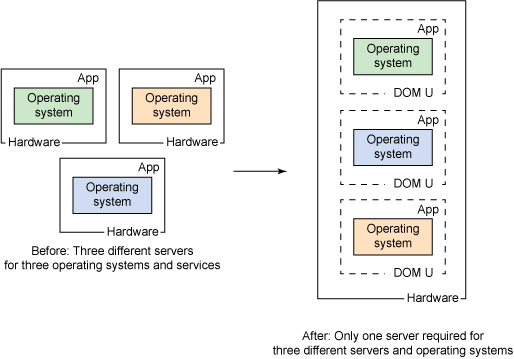 App
Operating
system
Hardware
App
Operating
system
Hardware
App
Operating
system
Hardware
Before: Three different servers
for three operating systems and services
App
Operating
system
DOM U
App
Operating
system
DOM U
App
Operating
system
DOM U
Hardware
After: Only one server required for
three different servers and operating systems